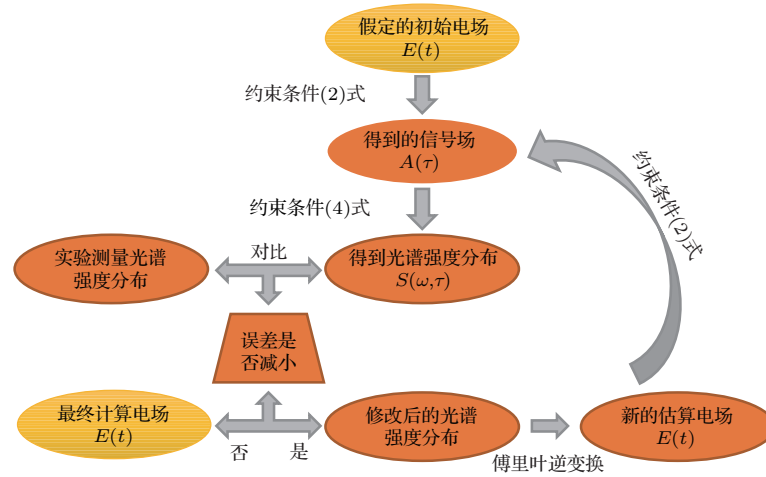 假定的初始电场
E(t)
约束条件(2)式
得到的信号场
A(τ)
约束条件(4)式
约束条件(2)式
实验测量光谱
强度分布
对比
得到光谱强度分布
S(ω,τ)
误差是
否减小
最终计算电场
E(t)
否
是
修改后的光谱
强度分布
傅里叶逆变换
新的估算电场
E(t)